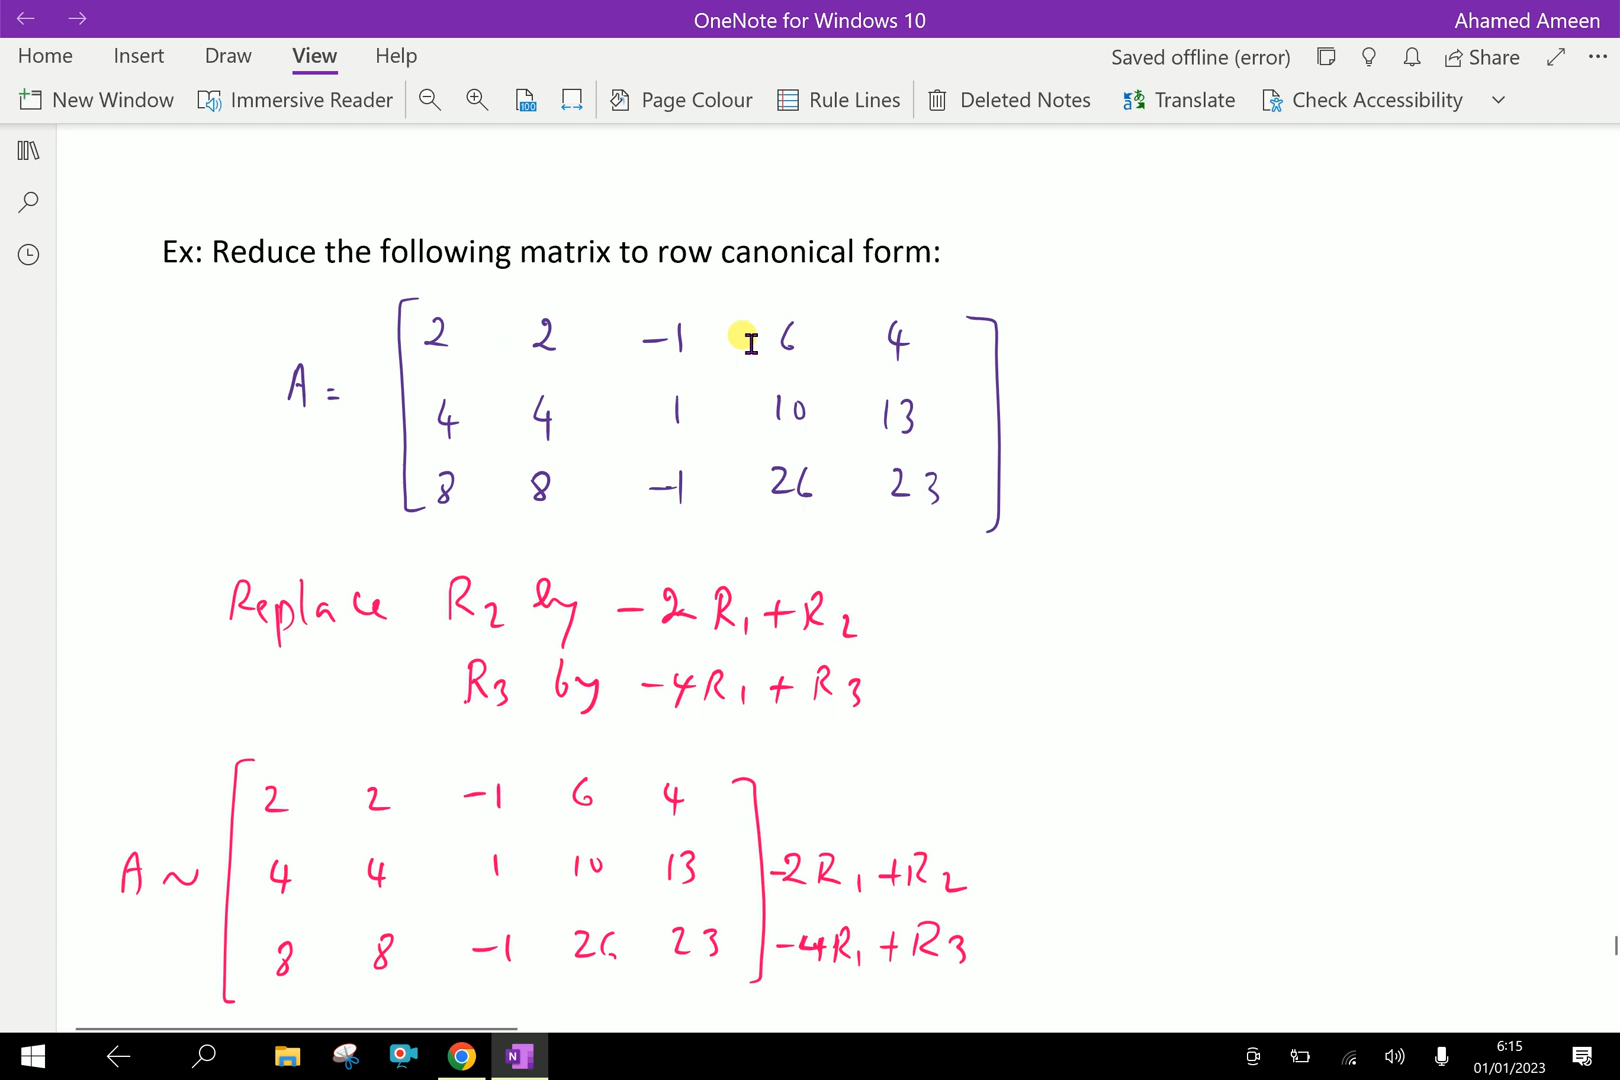 OneNote for Windows 10
Ahamed Ameen
Home Insert Draw View Help
Saved offline (error) Share
New Window Immersive Reader 100 Page Colour Rule Lines Deleted Notes Translate Check Accessibility
Ex: Reduce the following matrix to row canonical form:
A = [ 2 2 -1 6 4
4 4 1 10 13
8 8 -1 26 23 ]
Replace R₂ by -2R₁ + R₂
R₃ by -4R₁ + R₃
A ~ [ 2 2 -1 6 4
4 4 1 10 13 -2R₁ + R₂
8 8 -1 26 23 ] -4R₁ + R₃
N
6:15
01/01/2023